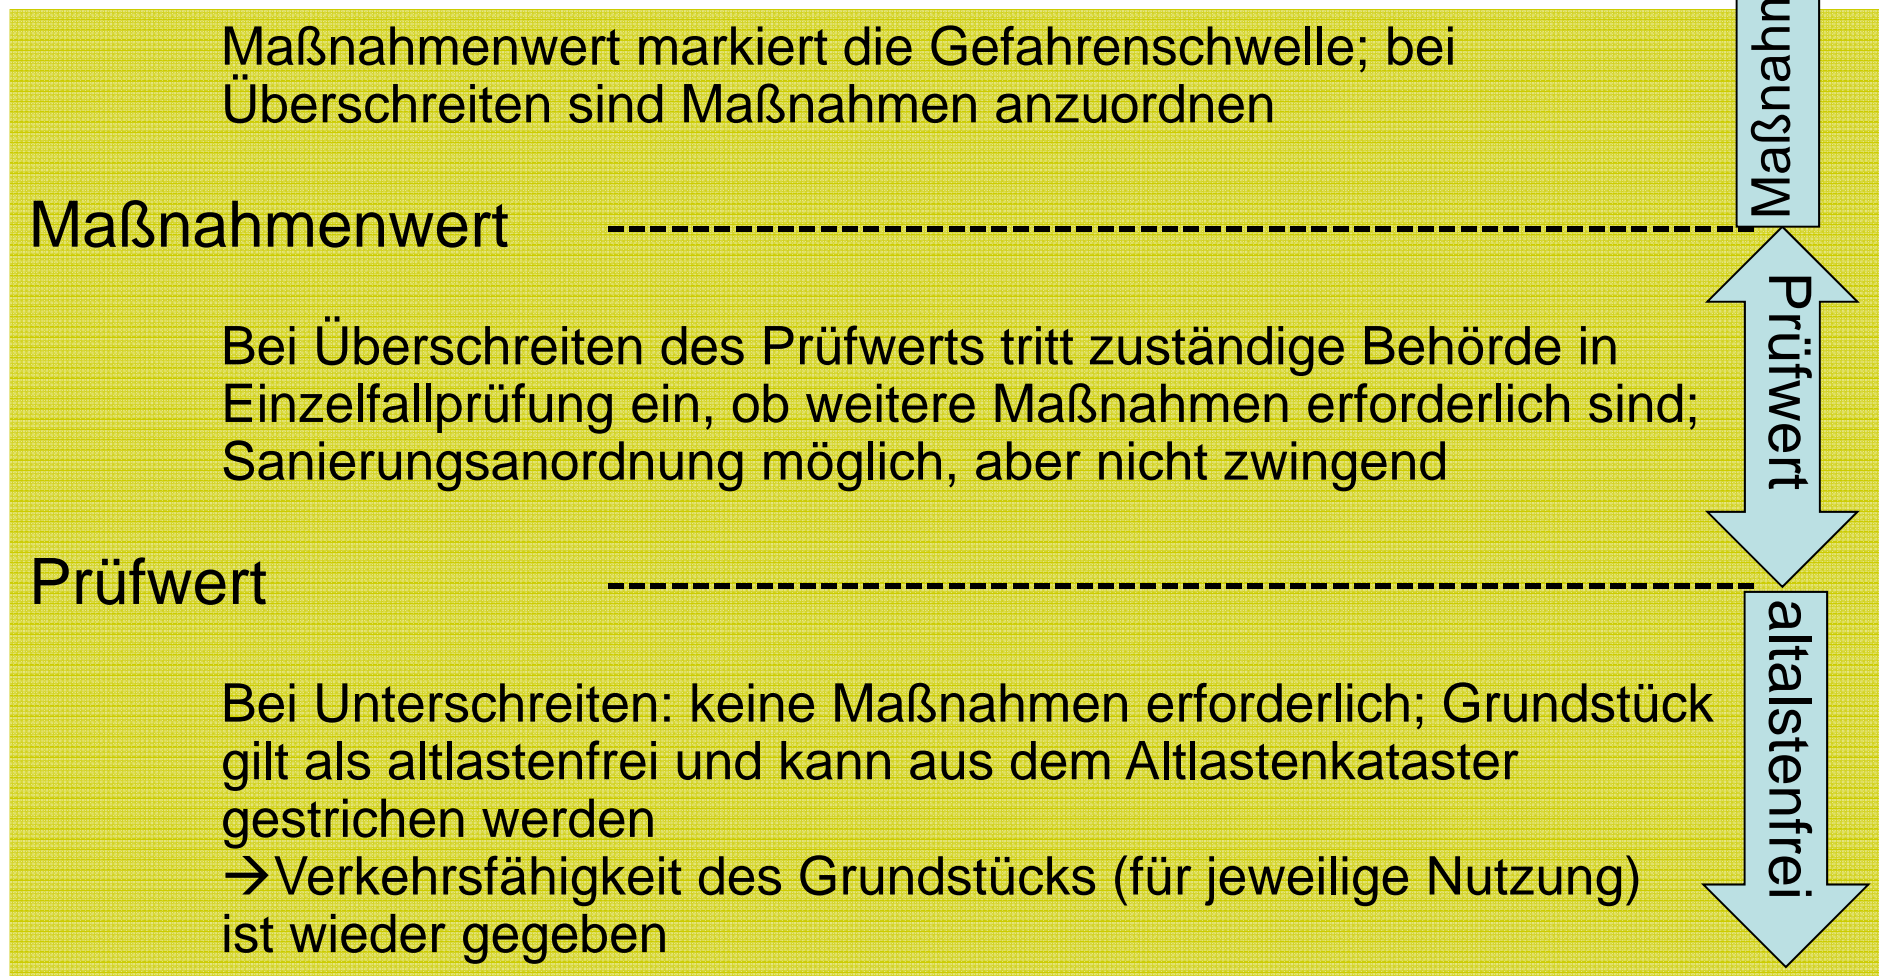 Maßnahmenwert markiert die Gefahrenschwelle; bei
Überschreiten sind Maßnahmen anzuordnen
Maßnahmenwert
Bei Überschreiten des Prüfwerts tritt zuständige Behörde in
Einzelfallprüfung ein, ob weitere Maßnahmen erforderlich sind;
Sanierungsanordnung möglich, aber nicht zwingend
Prüfwert
Bei Unterschreiten: keine Maßnahmen erforderlich; Grundstück
gilt als altlastenfrei und kann aus dem Altlastenkataster
gestrichen werden
→Verkehrsfähigkeit des Grundstücks (für jeweilige Nutzung)
ist wieder gegeben
Prüfwert
altalstenfrei